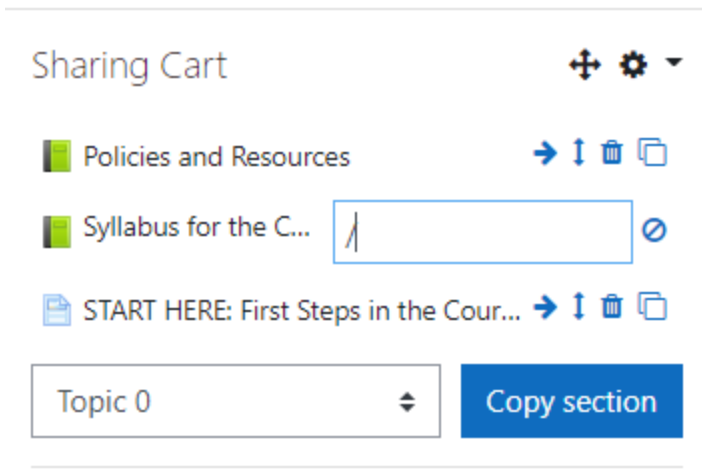 Sharing Cart
Policies and Resources
Syllabus for the C... /
START HERE: First Steps in the Cour...
Topic 0 Copy section